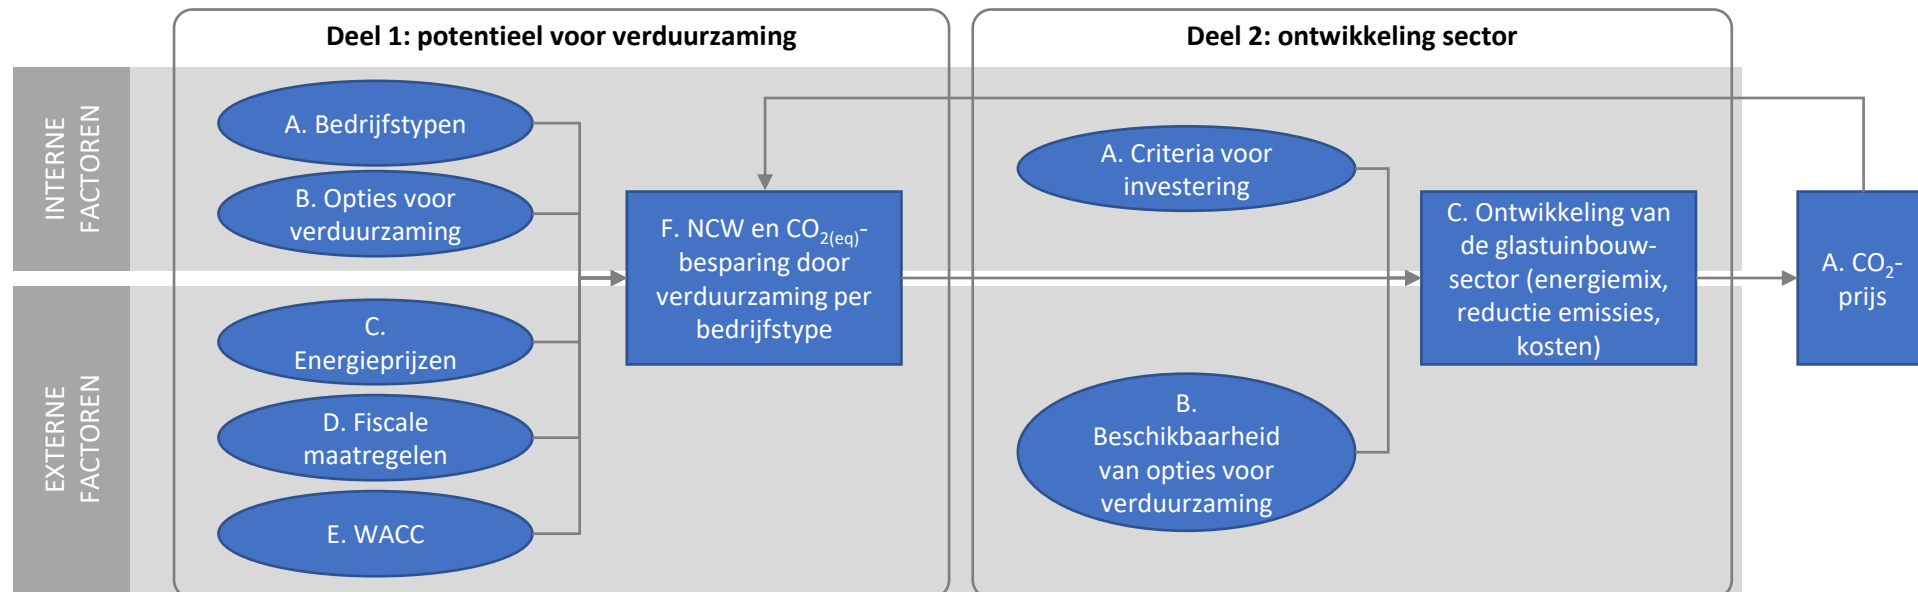 Deel 1: potentieel voor verduurzaming
Deel 2: ontwikkeling sector
INTERNE
FACTOREN
A. Bedrijfstypen
B. Opties voor
verduurzaming
EXTERNE
FACTOREN
C.
Energieprijzen
D. Fiscale
maatregelen
E. WACC
F. NCW en CO2(eq)-
besparing door
verduurzaming per
bedrijfstype
A. Criteria voor
investering
B.
Beschikbaarheid
van opties voor
verduurzaming
C. Ontwikkeling van
de glastuinbouw-
sector (energiemix,
reductie emissies,
kosten)
A. CO2-
prijs